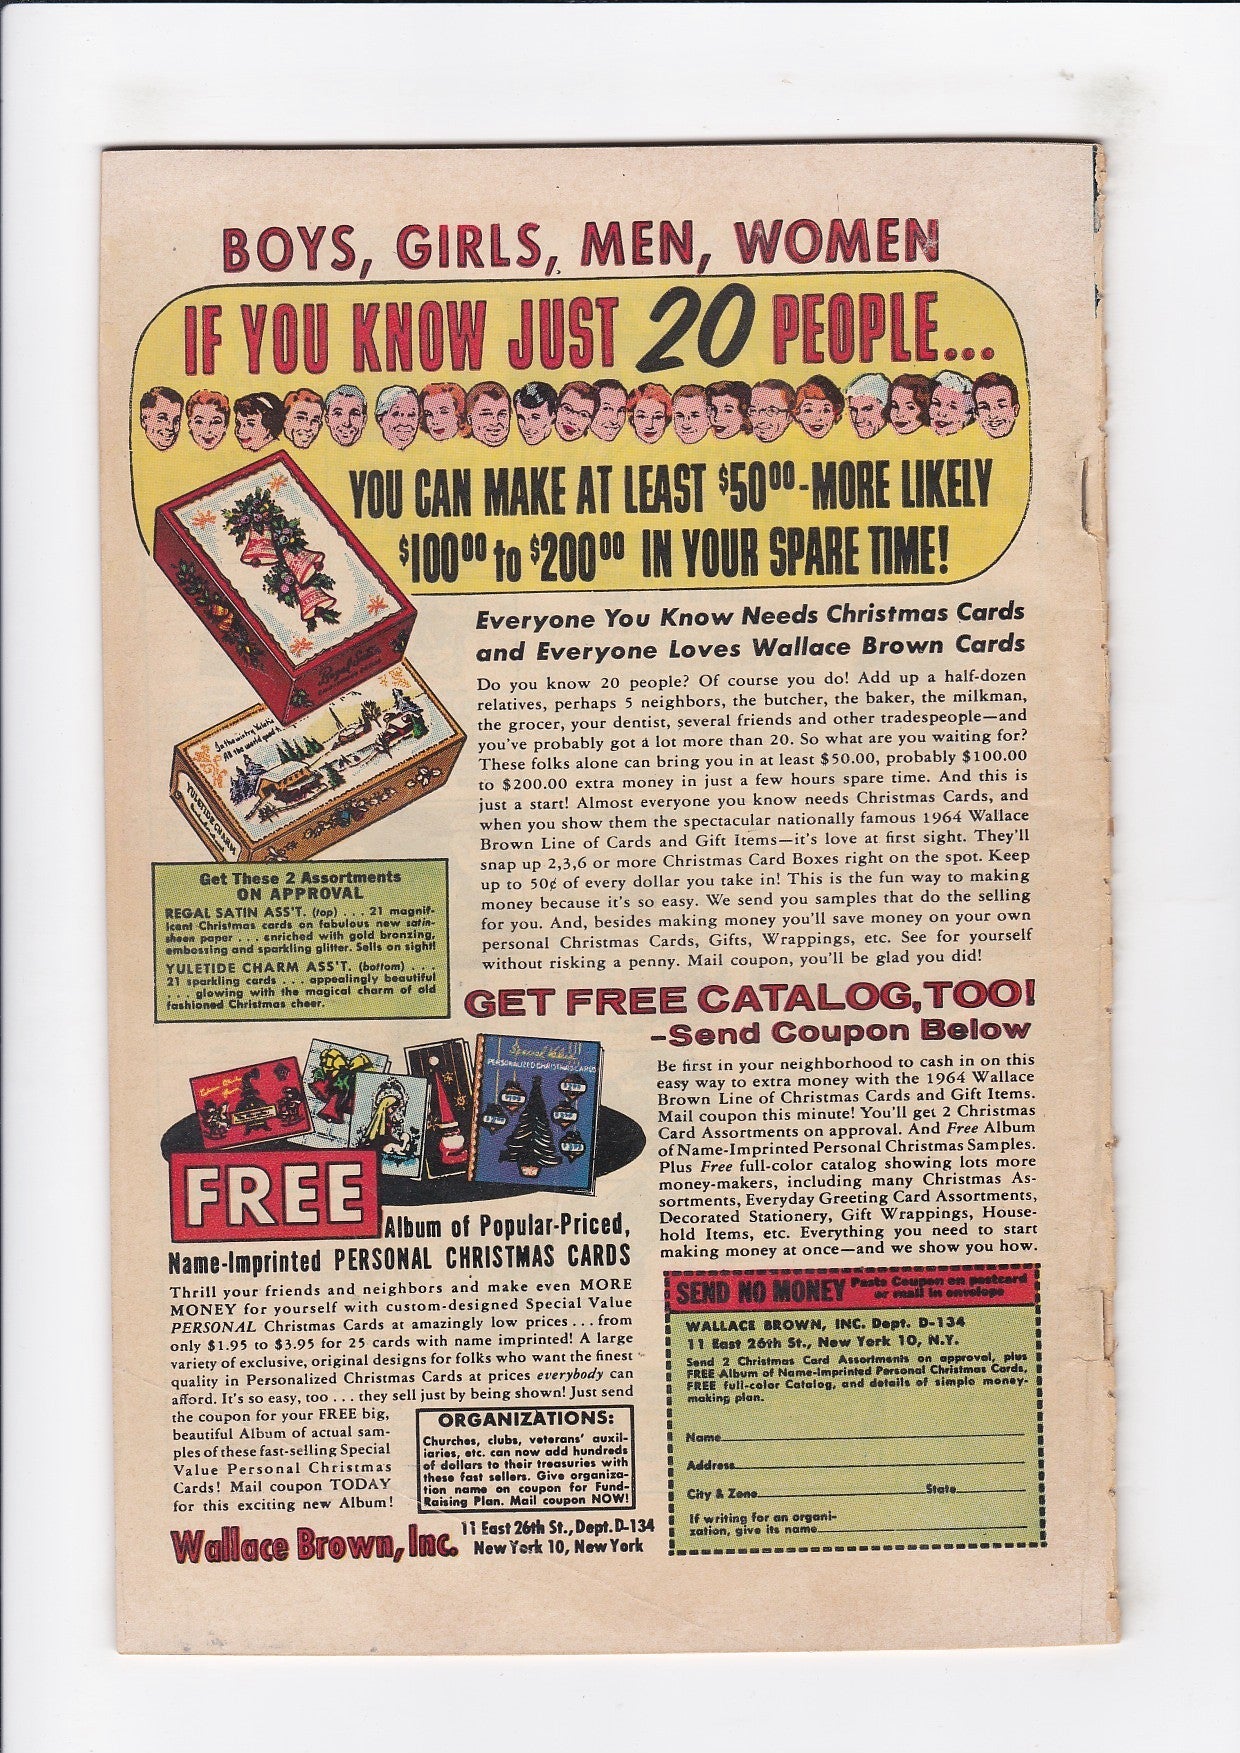 BOYS, GIRLS, MEN, WOMEN
IF YOU KNOW JUST 20 PEOPLE...
YOU CAN MAKE AT LEAST $5000-MORE LIKELY
$10000 to $20000 IN YOUR SPARE TIME!
Regal Satin
In the wintry Yuletide
All the world
YULETIDE CHARM
Everyone You Know Needs Christmas Cards
and Everyone Loves Wallace Brown Cards
Do you know 20 people? Of course you do! Add up a half-dozen
relatives, perhaps 5 neighbors, the butcher, the baker, the milkman,
the grocer, your dentist, several friends and other tradespeople—and
you've probably got a lot more than 20. So what are you waiting for?
These folks alone can bring you in at least $50.00, probably $100.00
to $200.00 extra money in just a few hours spare time. And this is
just a start! Almost everyone you know needs Christmas Cards, and
when you show them the spectacular nationally famous 1964 Wallace
Brown Line of Cards and Gift Items—it's love at first sight. They'll
snap up 2,3,6 or more Christmas Card Boxes right on the spot. Keep
up to 50¢ of every dollar you take in! This is the fun way to making
money because it's so easy. We send you samples that do the selling
for you. And, besides making money you'll save money on your own
personal Christmas Cards, Gifts, Wrappings, etc. See for yourself
without risking a penny. Mail coupon, you'll be glad you did!
Get These 2 Assortments
ON APPROVAL
REGAL SATIN ASS'T. (top) . . . 21 magnif-
icent Christmas cards on fabulous new satin-
sheen paper . . . enriched with gold bronzing,
embossing and sparkling glitter. Sells on sight!
YULETIDE CHARM ASS'T. (bottom) . . .
21 sparkling cards . . . appealingly beautiful
. . . glowing with the magical charm of old
fashioned Christmas cheer.
GET FREE CATALOG, TOO!
-Send Coupon Below
Be first in your neighborhood to cash in on this
easy way to extra money with the 1964 Wallace
Brown Line of Christmas Cards and Gift Items.
Mail coupon this minute! You'll get 2 Christmas
Card Assortments on approval. And Free Album
of Name-Imprinted Personal Christmas Samples.
Plus Free full-color catalog showing lots more
money-makers, including many Christmas As-
sortments, Everyday Greeting Card Assortments,
Decorated Stationery, Gift Wrappings, House-
hold Items, etc. Everything you need to start
making money at once—and we show you how.
Special Value
PERSONALIZED CHRISTMAS CARDS
FREE
Album of Popular-Priced,
Name-Imprinted PERSONAL CHRISTMAS CARDS
Thrill your friends and neighbors and make even MORE
MONEY for yourself with custom-designed Special Value
PERSONAL Christmas Cards at amazingly low prices . . . from
only $1.95 to $3.95 for 25 cards with name imprinted! A large
variety of exclusive, original designs for folks who want the finest
quality in Personalized Christmas Cards at prices everybody can
afford. It's so easy, too . . . they sell just by being shown! Just send
the coupon for your FREE big,
beautiful Album of actual sam-
ples of these fast-selling Special
Value Personal Christmas
Cards! Mail coupon TODAY
for this exciting new Album!
ORGANIZATIONS:
Churches, clubs, veterans' auxil-
iaries, etc. can now add hundreds
of dollars to their treasuries with
these fast sellers. Give organiza-
tion name on coupon for Fund-
Raising Plan. Mail coupon NOW!
Wallace Brown, Inc. 11 East 26th St., Dept. D-134
New York 10, New York
SEND NO MONEY Paste Coupon on postcard
or mail in envelope
WALLACE BROWN, INC. Dept. D-134
11 East 26th St., New York 10, N.Y.
Send 2 Christmas Card Assortments on approval, plus
FREE Album of Name-Imprinted Personal Christmas Cards,
FREE full-color Catalog, and details of simple money-
making plan.
Name
Address
City & Zone State
If writing for an organi-
zation, give its name